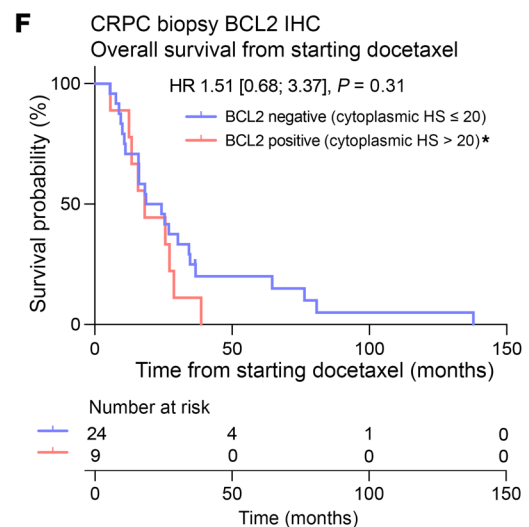 F
CRPC biopsy BCL2 IHC
Overall survival from starting docetaxel
HR 1.51 [0.68; 3.37], P = 0.31
BCL2 negative (cytoplasmic HS ≤ 20)
BCL2 positive (cytoplasmic HS > 20)*
Survival probability (%)
100
50
0
0 50 100 150
Time from starting docetaxel (months)
Number at risk
24 4 1 0
9 0 0 0
0 50 100 150
Time (months)